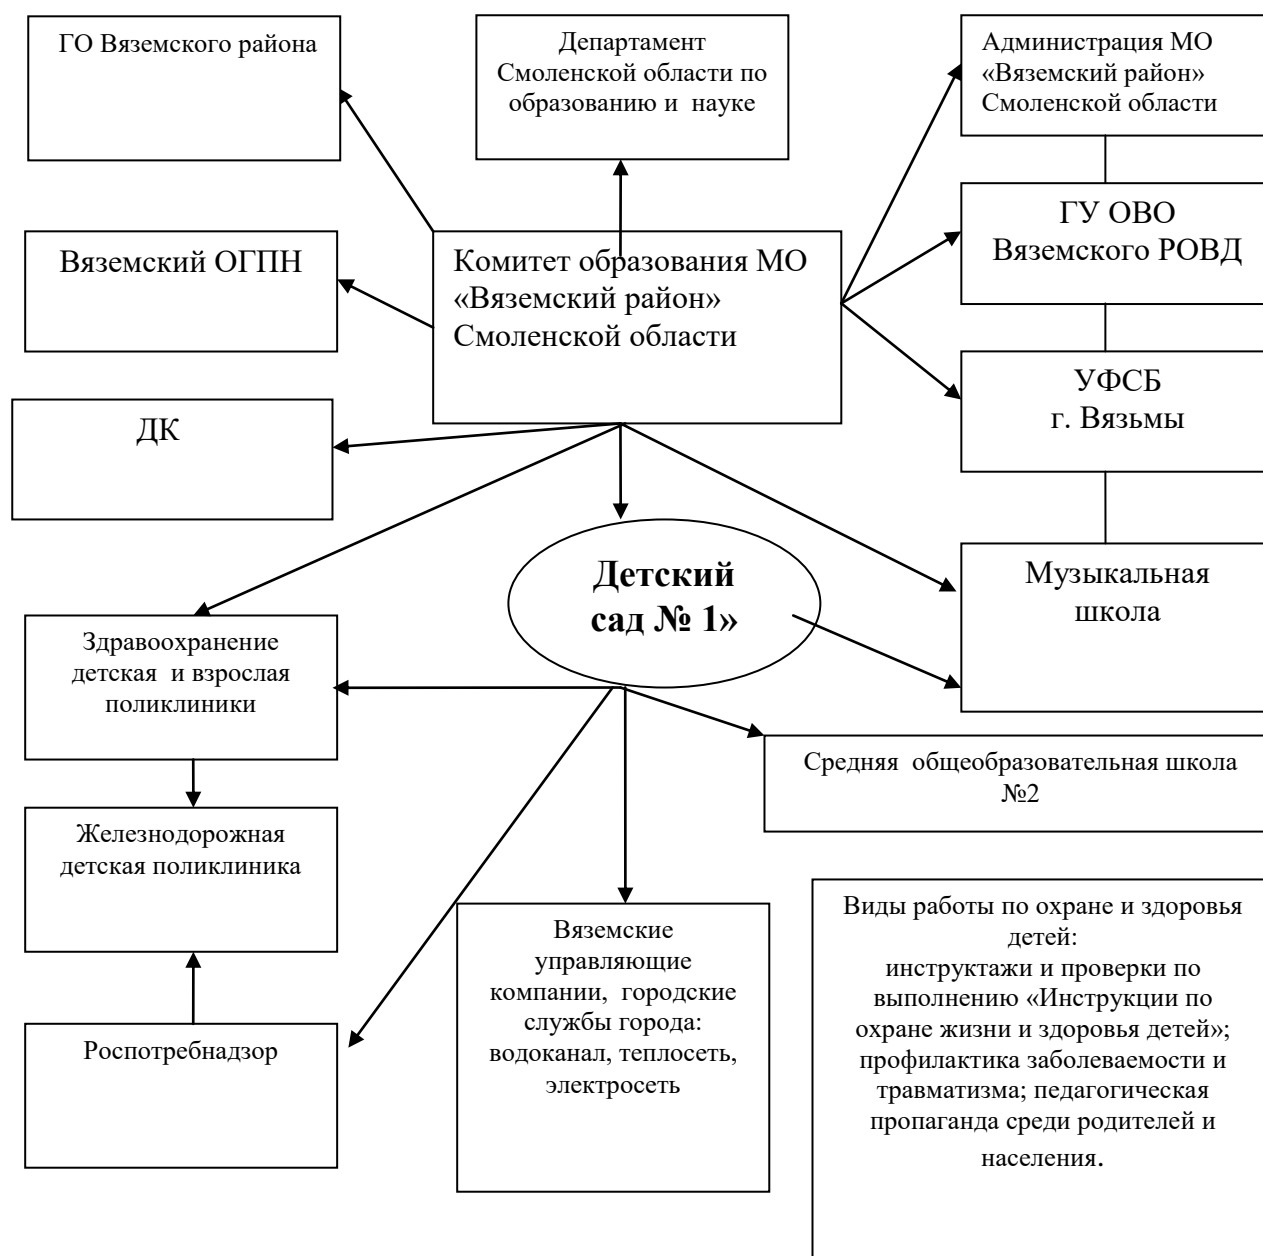 ГО Вяземского района
Департамент
Смоленской области по
образованию и науке
Администрация МО
«Вяземский район»
Смоленской области
Вяземский ОГПН
Комитет образования МО
«Вяземский район»
Смоленской области
ГУ ОВО
Вяземского РОВД
УФСБ
г. Вязьмы
ДК
Детский
сад № 1»
Музыкальная
школа
Здравоохранение
детская и взрослая
поликлиники
Средняя общеобразовательная школа
№2
Железнодорожная
детская поликлиника
Роспотребнадзор
Вяземские
управляющие
компании, городские
службы города:
водоканал, теплосеть,
электросеть
Виды работы по охране и здоровья
детей:
инструктажи и проверки по
выполнению «Инструкции по
охране жизни и здоровья детей»;
профилактика заболеваемости и
травматизма; педагогическая
пропаганда среди родителей и
населения.